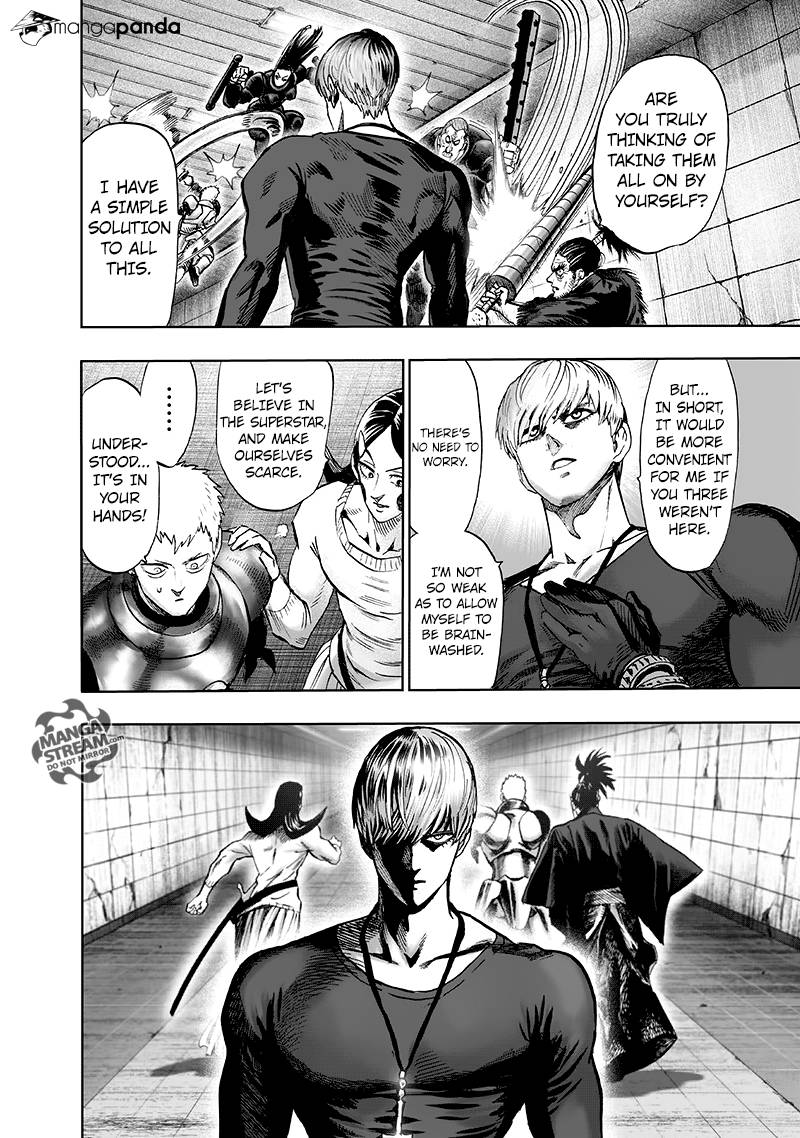 mangapanda
ARE
YOU TRULY
THINKING OF
TAKING THEM
ALL ON BY
YOURSELF?
I HAVE
A SIMPLE
SOLUTION
TO ALL
THIS.
BUT...
IN SHORT,
IT WOULD
BE MORE
CONVENIENT
FOR ME IF
YOU THREE
WEREN'T
HERE.
THERE'S
NO NEED TO
WORRY.
I'M NOT
SO WEAK
AS TO ALLOW
MYSELF TO
BE BRAIN-
WASHED.
LET'S
BELIEVE IN
THE SUPERSTAR,
AND MAKE
OURSELVES
SCARCE.
......
UNDER-
STOOD...
IT'S IN
YOUR
HANDS!
MANGA
STREAM.com
DO NOT MIRROR